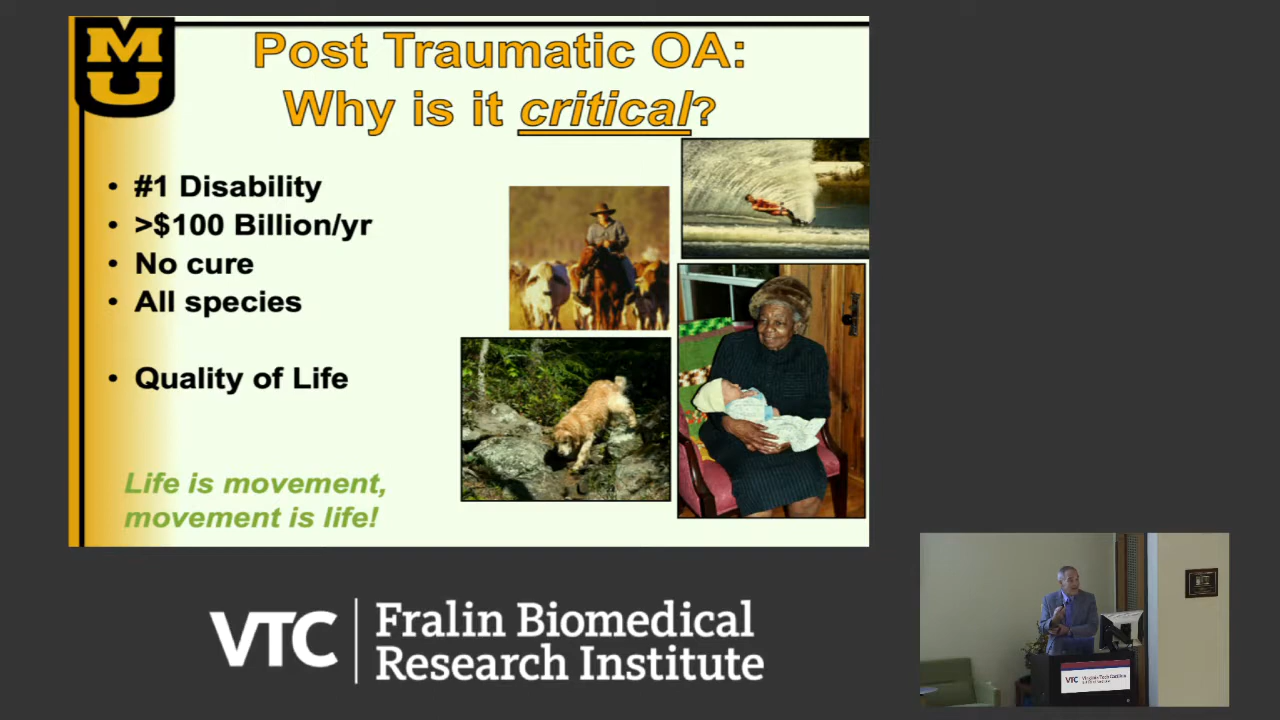 MU
Post Traumatic OA:
Why is it critical?
• #1 Disability
• >$100 Billion/yr
• No cure
• All species
• Quality of Life
Life is movement,
movement is life!
VTC
Fralin Biomedical
Research Institute
VTC